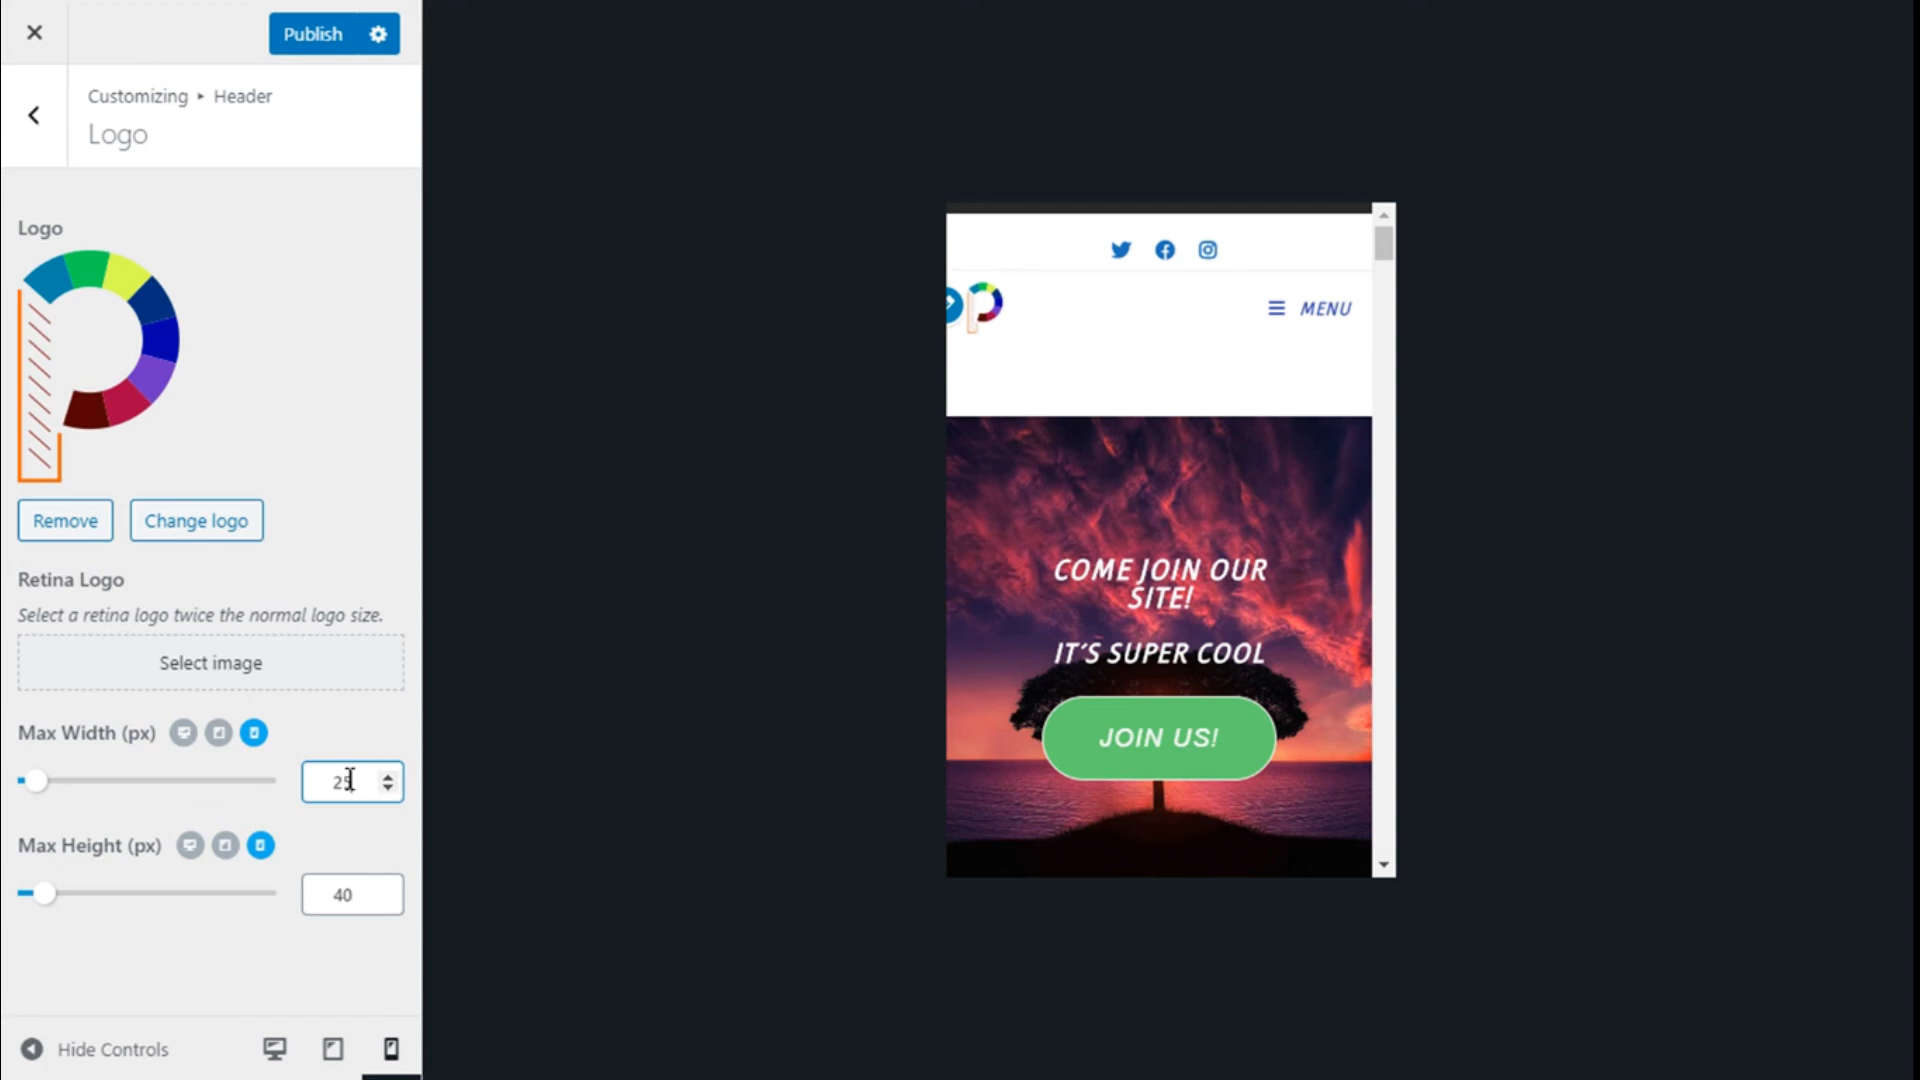 Publish
Customizing ▸ Header
Logo
Logo
Remove
Change logo
Retina Logo
Select a retina logo twice the normal logo size.
Select image
Max Width (px)
Max Height (px)
40
Hide Controls
MENU
COME JOIN OUR
SITE!
IT'S SUPER COOL
JOIN US!